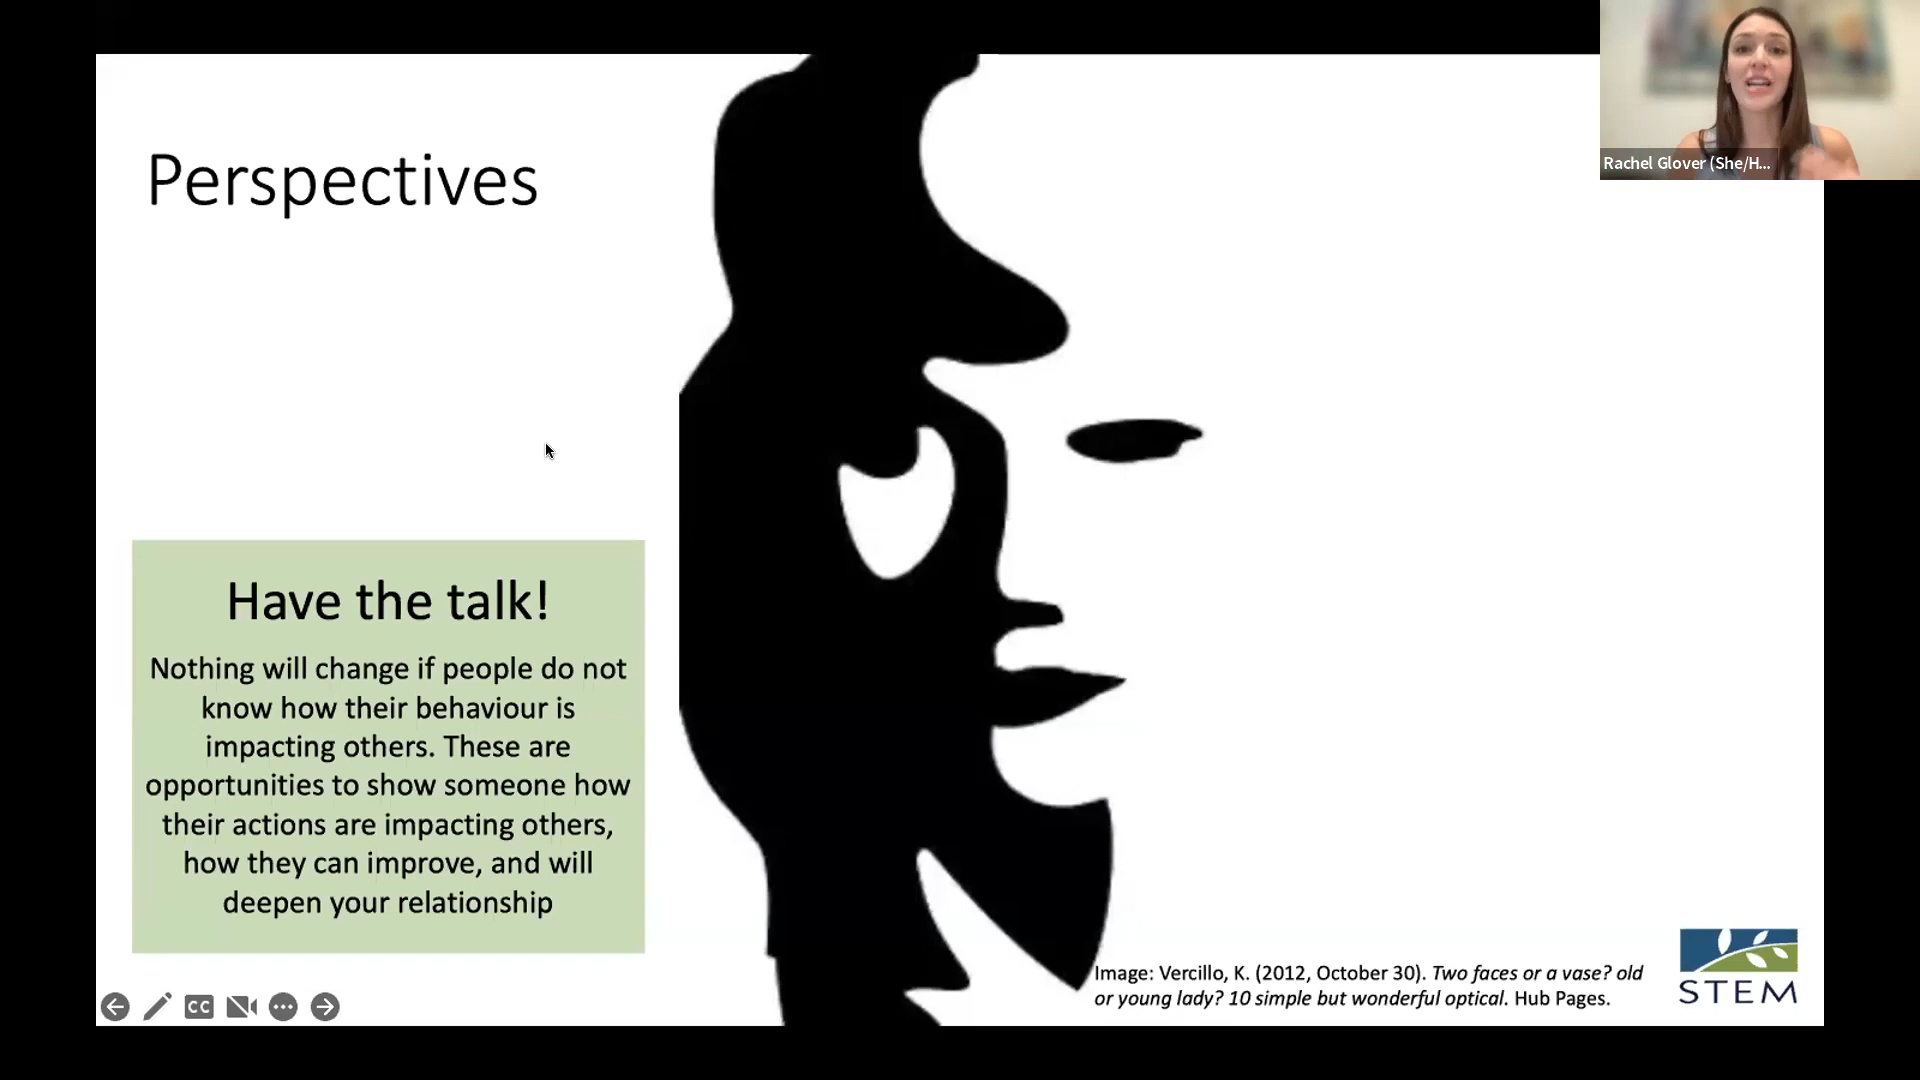 Perspectives
Rachel Glover (She/H...
Have the talk!
Nothing will change if people do not
know how their behaviour is
impacting others. These are
opportunities to show someone how
their actions are impacting others,
how they can improve, and will
deepen your relationship
Image: Vercillo, K. (2012, October 30). Two faces or a vase? old
or young lady? 10 simple but wonderful optical. Hub Pages.
STEM
CC